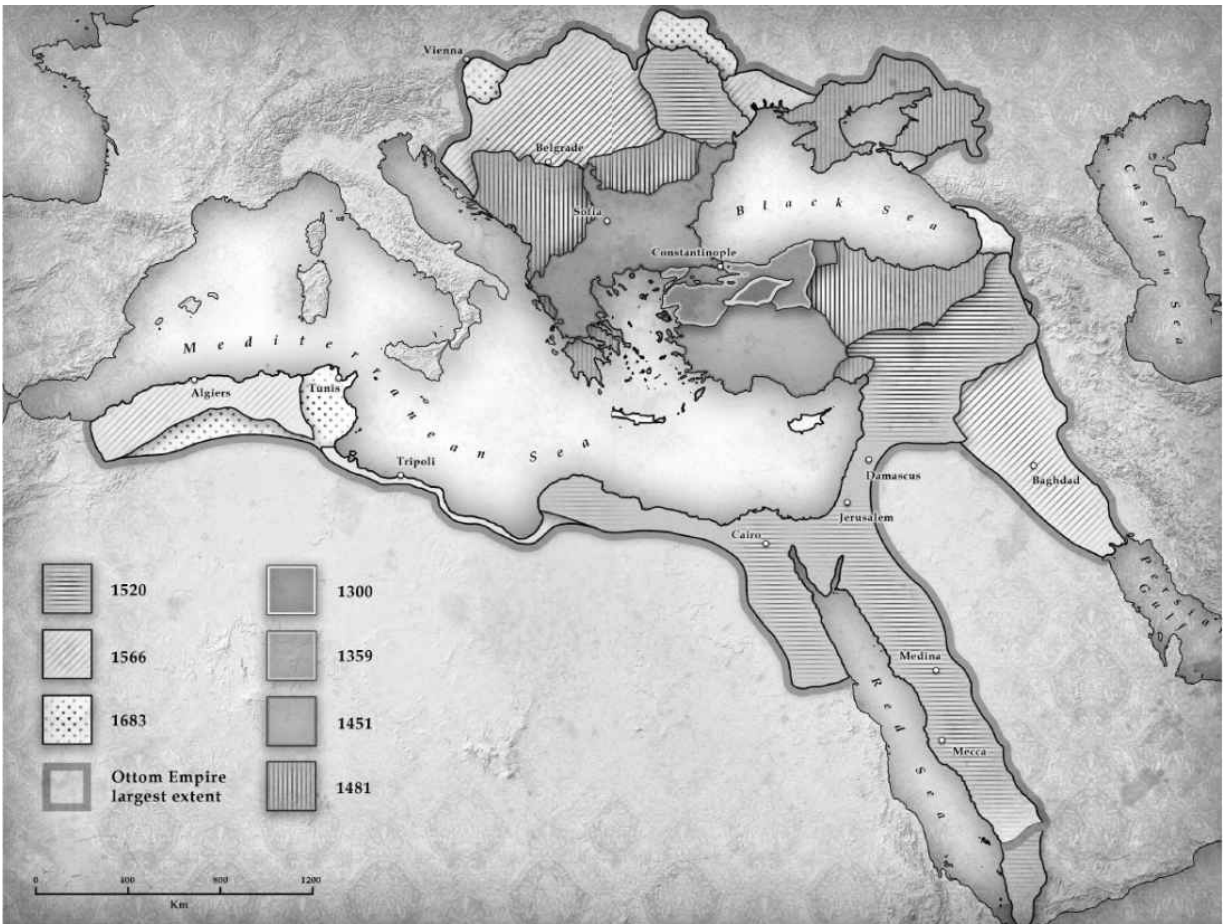 Vienna
Belgrade
Sofia
Black Sea
Constantinople
Caspian Sea
Mediterranean Sea
Algiers
Tunis
Tripoli
Damascus
Baghdad
Jerusalem
Cairo
Persian Gulf
Medina
Mecca
Red Sea
1520
1566
1683
Ottom Empire
largest extent
1300
1359
1451
1481
0 400 800 1200
Km